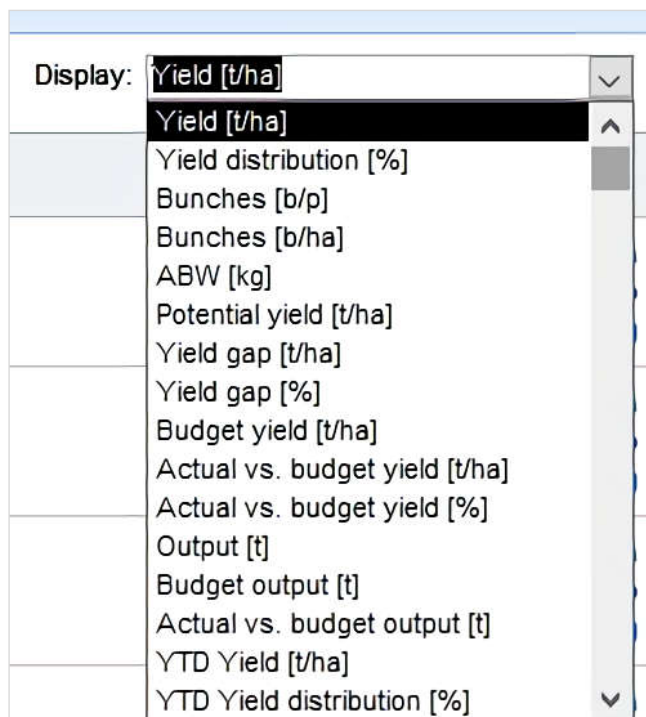 Display: Yield [t/ha]
Yield [t/ha]
Yield distribution [%]
Bunches [b/p]
Bunches [b/ha]
ABW [kg]
Potential yield [t/ha]
Yield gap [t/ha]
Yield gap [%]
Budget yield [t/ha]
Actual vs. budget yield [t/ha]
Actual vs. budget yield [%]
Output [t]
Budget output [t]
Actual vs. budget output [t]
YTD Yield [t/ha]
YTD Yield distribution [%]